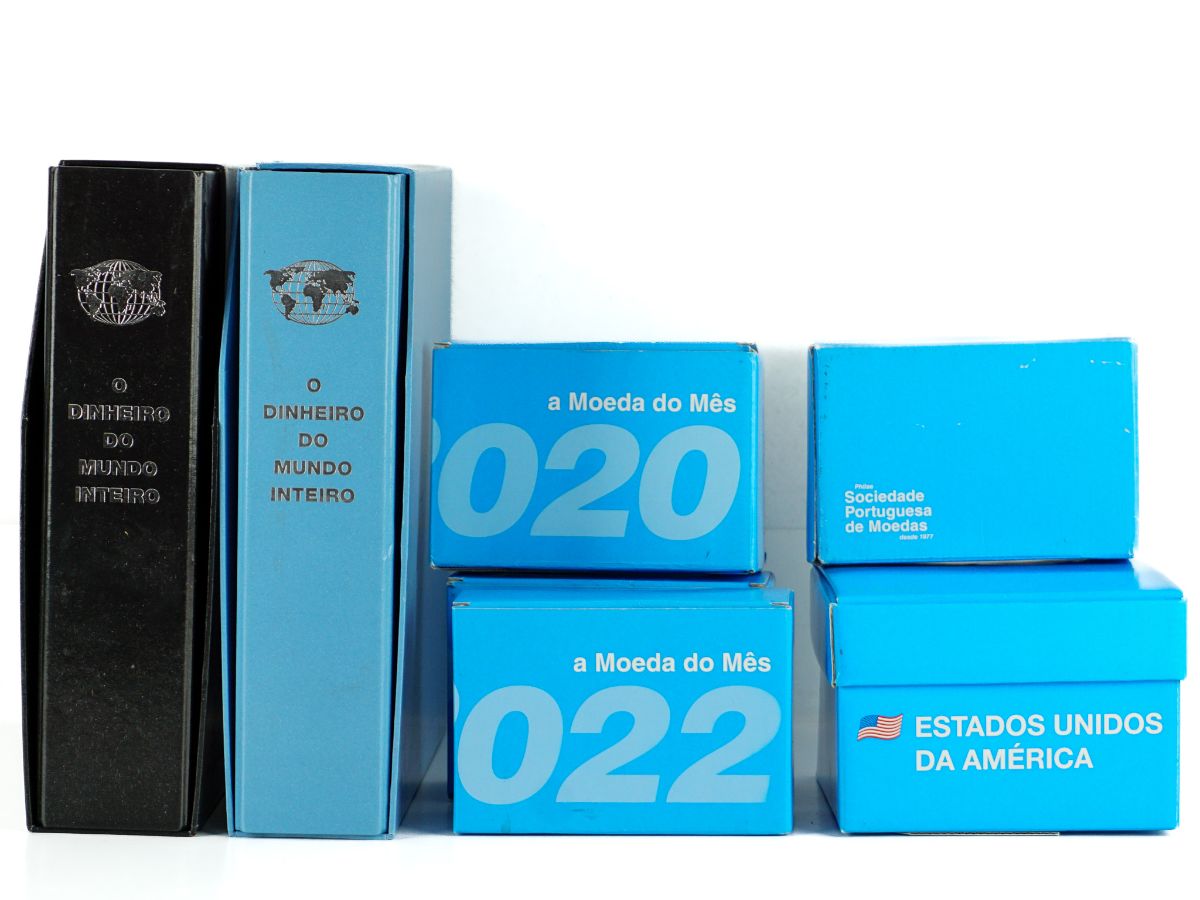 O
DINHEIRO
DO
MUNDO
INTEIRO
O
DINHEIRO
DO
MUNDO
INTEIRO
a Moeda do Mês
2020
a Moeda do Mês
2022
Philae
Sociedade
Portuguesa
de Moedas
desde 1977
ESTADOS UNIDOS
DA AMÉRICA